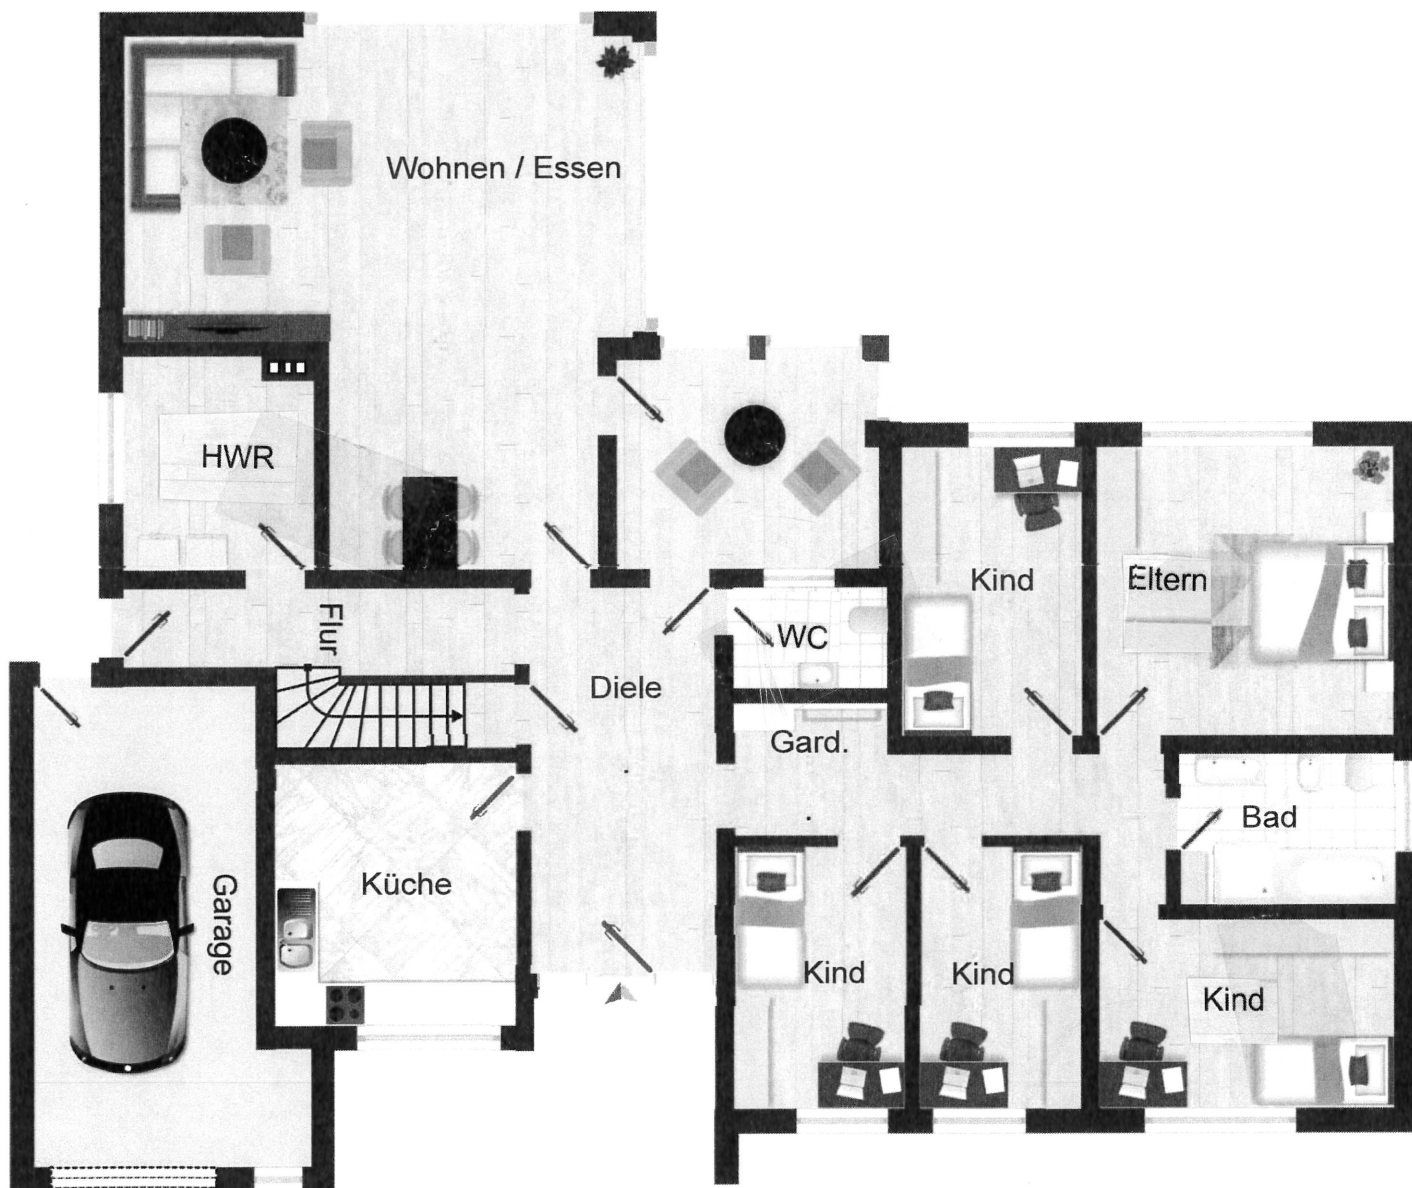 Wohnen / Essen
HWR
Kind
Eltern
Flur
WC
Diele
Gard.
Bad
Küche
Garage
Kind
Kind
Kind